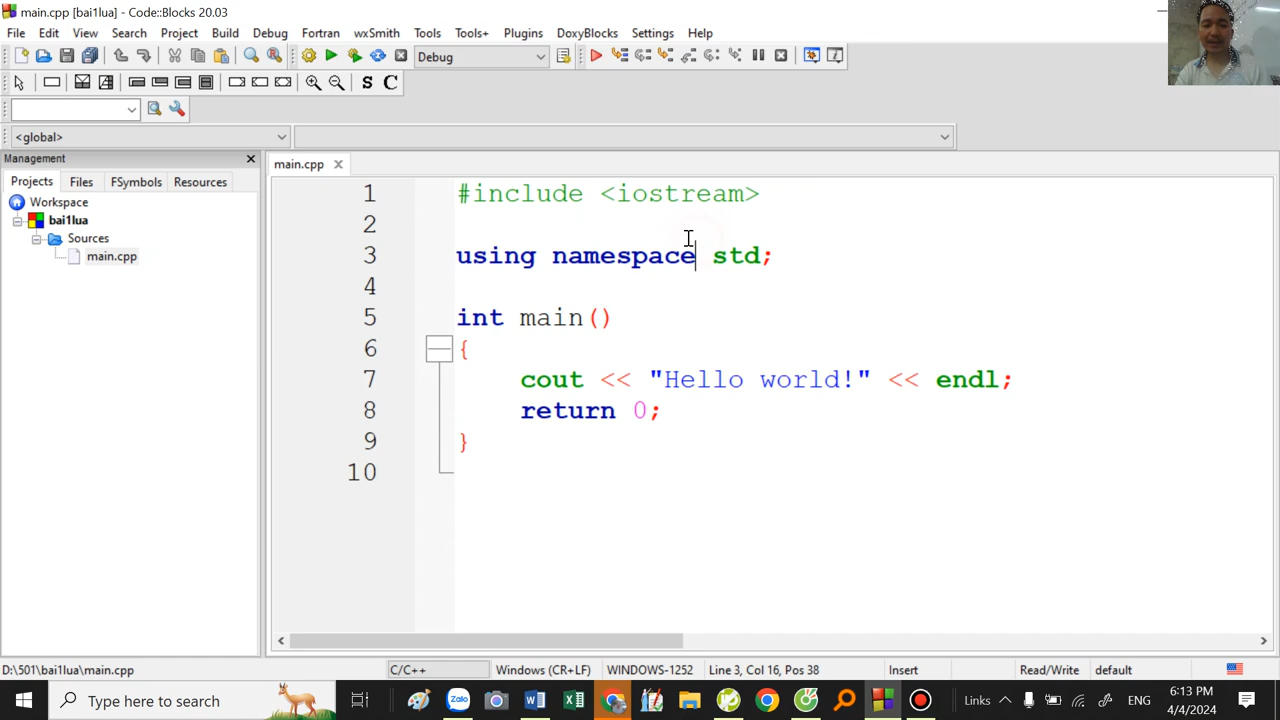 main.cpp [bai1lua] - Code::Blocks 20.03
File Edit View Search Project Build Debug Fortran wxSmith Tools Tools+ Plugins DoxyBlocks Settings Help
Debug
S C
<global>
Management
main.cpp
Projects Files FSymbols Resources
Workspace
bai1lua
Sources
main.cpp
1 #include <iostream>
2
3 using namespace std;
4
5 int main()
6 {
7 cout << "Hello world!" << endl;
8 return 0;
9 }
10
D:\501\bai1lua\main.cpp C/C++ Windows (CR+LF) WINDOWS-1252 Line 3, Col 16, Pos 38 Insert Read/Write default
Type here to search Zalo Links ENG 6:13 PM
4/4/2024